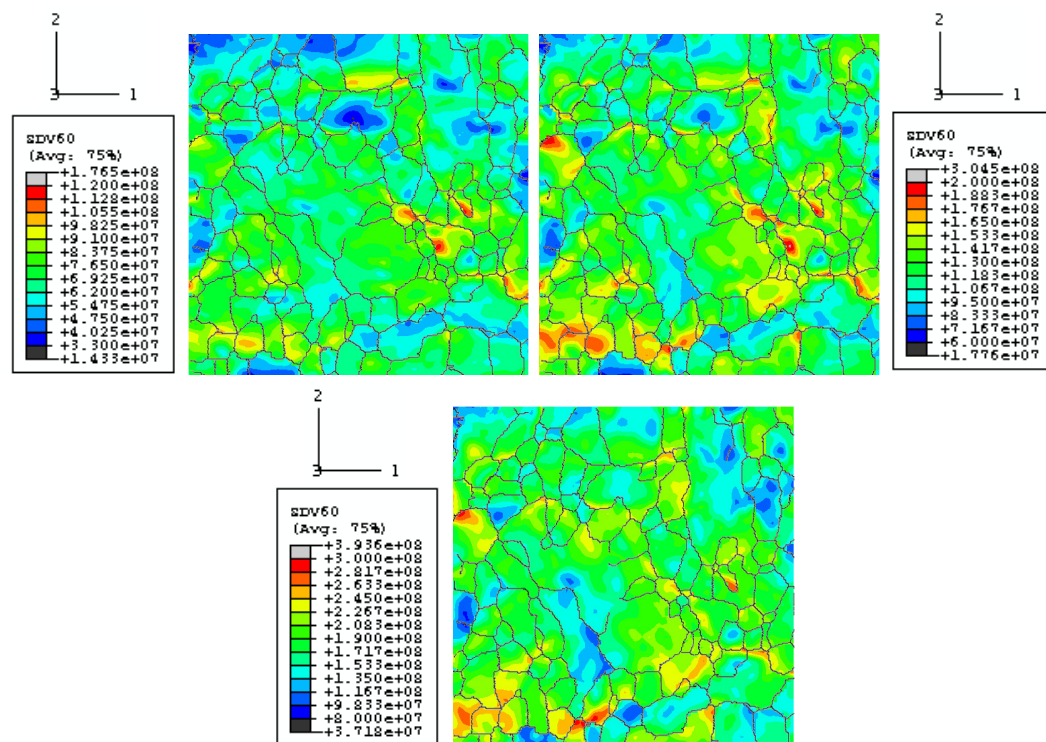 2
3 1
SDV60
(Avg: 75%)
+1.765e+08
+1.200e+08
+1.128e+08
+1.055e+08
+9.825e+07
+9.100e+07
+8.375e+07
+7.650e+07
+6.925e+07
+6.200e+07
+5.475e+07
+4.750e+07
+4.025e+07
+3.300e+07
+1.433e+07
2
3 1
SDV60
(Avg: 75%)
+3.045e+08
+2.000e+08
+1.883e+08
+1.767e+08
+1.650e+08
+1.533e+08
+1.417e+08
+1.300e+08
+1.183e+08
+1.067e+08
+9.500e+07
+8.333e+07
+7.167e+07
+6.000e+07
+1.776e+07
2
3 1
SDV60
(Avg: 75%)
+3.936e+08
+3.000e+08
+2.817e+08
+2.633e+08
+2.450e+08
+2.267e+08
+2.083e+08
+1.900e+08
+1.717e+08
+1.533e+08
+1.350e+08
+1.167e+08
+9.833e+07
+8.000e+07
+3.718e+07